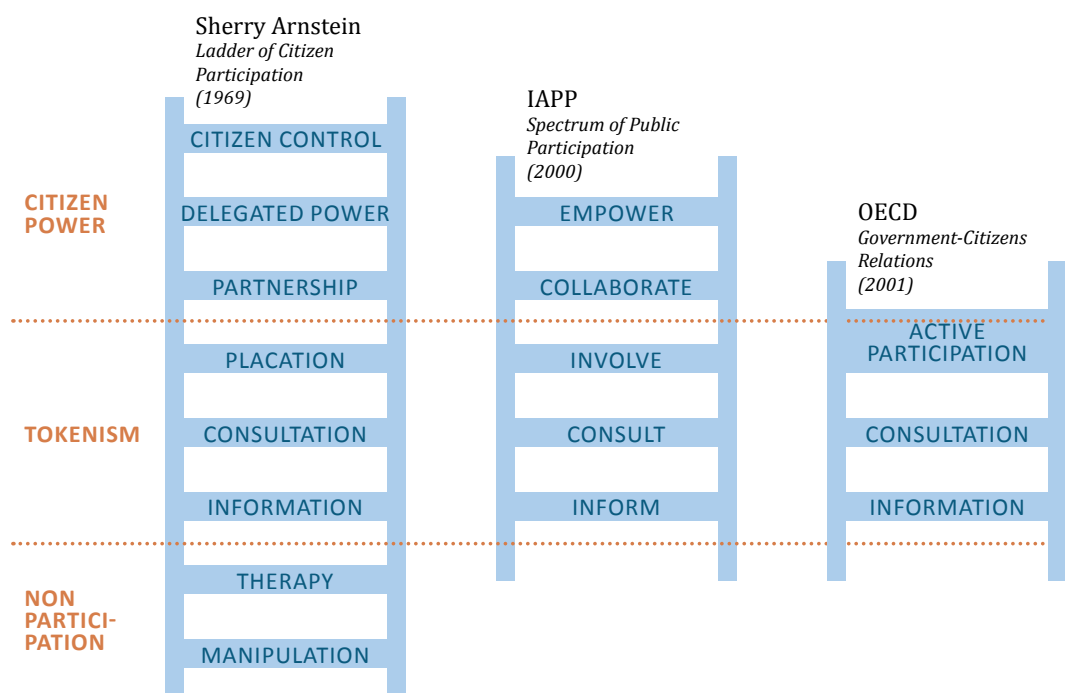 Sherry Arnstein
Ladder of Citizen
Participation
(1969)
CITIZEN CONTROL
DELEGATED POWER
PARTNERSHIP
PLACATION
CONSULTATION
INFORMATION
THERAPY
MANIPULATION
IAPP
Spectrum of Public
Participation
(2000)
EMPOWER
COLLABORATE
INVOLVE
CONSULT
INFORM
OECD
Government-Citizens
Relations
(2001)
ACTIVE
PARTICIPATION
CONSULTATION
INFORMATION
CITIZEN
POWER
TOKENISM
NON
PARTICI-
PATION